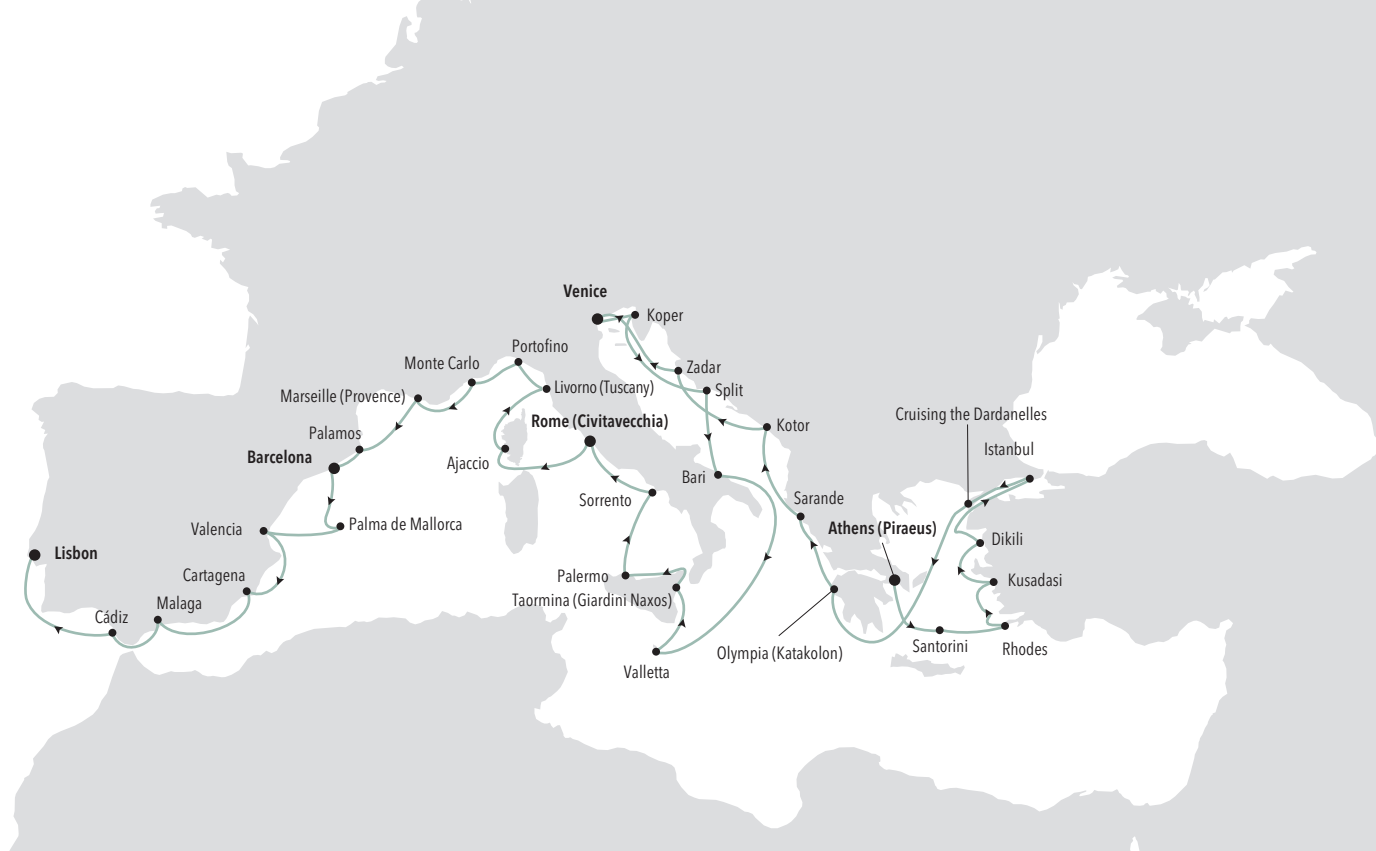 Venice
Koper
Portofino
Monte Carlo
Zadar
Livorno (Tuscany)
Split
Marseille (Provence)
Cruising the Dardanelles
Rome (Civitavecchia)
Kotor
Palamos
Istanbul
Barcelona
Ajaccio
Bari
Sorrento
Sarande
Palma de Mallorca
Valencia
Athens (Piraeus)
Dikili
Lisbon
Cartagena
Palermo
Kusadasi
Taormina (Giardini Naxos)
Malaga
Cádiz
Santorini
Rhodes
Olympia (Katakolon)
Valletta